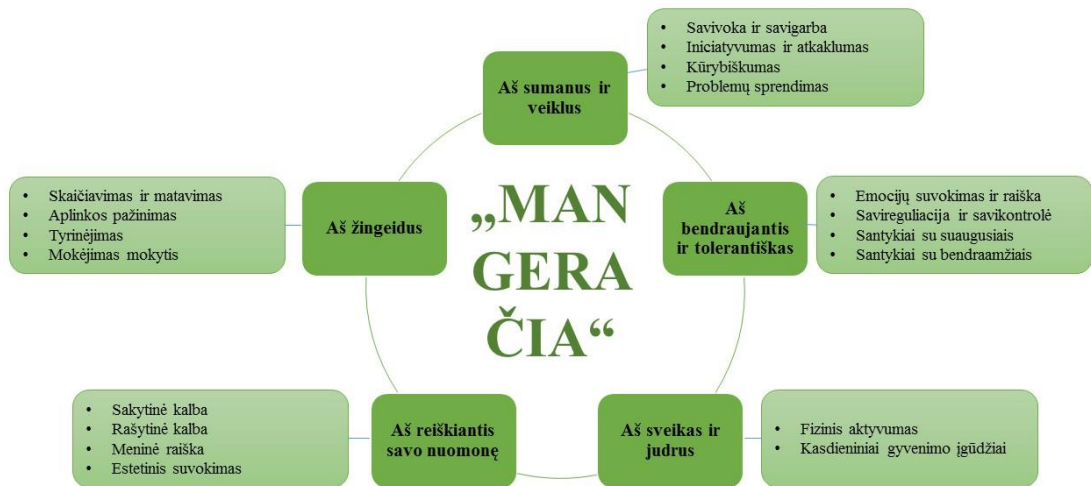 Aš sumanus ir
veiklus
• Savivoka ir savigarba
• Iniciatyvumas ir atkaklumas
• Kūrybiškumas
• Problemų sprendimas
Aš
bendraujantis
ir tolerantiškas
• Emocijų suvokimas ir raiška
• Savireguliacija ir savikontrolė
• Santykiai su suaugusiais
• Santykiai su bendraamžiais
Aš sveikas ir
judrus
• Fizinis aktyvumas
• Kasdieniniai gyvenimo įgūdžiai
Aš reiškiantis
savo nuomonę
• Sakytinė kalba
• Rašytinė kalba
• Meninė raiška
• Estetinis suvokimas
Aš žingeidus
• Skaičiavimas ir matavimas
• Aplinkos pažinimas
• Tyrinėjimas
• Mokėjimas mokytis
„MAN
GERA
ČIA“